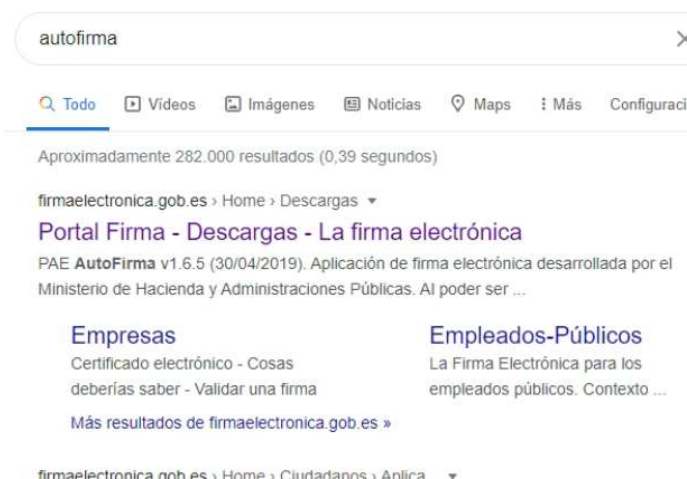 autofirma
Todo Vídeos Imágenes Noticias Maps Más Configuraci
Aproximadamente 282.000 resultados (0,39 segundos)
firmaelectronica.gob.es › Home › Descargas
Portal Firma - Descargas - La firma electrónica
PAE AutoFirma v1.6.5 (30/04/2019). Aplicación de firma electrónica desarrollada por el
Ministerio de Hacienda y Administraciones Públicas. Al poder ser ...
Empresas
Certificado electrónico - Cosas
deberías saber - Validar una firma
Empleados-Públicos
La Firma Electrónica para los
empleados públicos. Contexto ...
Más resultados de firmaelectronica.gob.es »
firmaelectronica.gob.es › Home › Ciudadanos › Aplica...